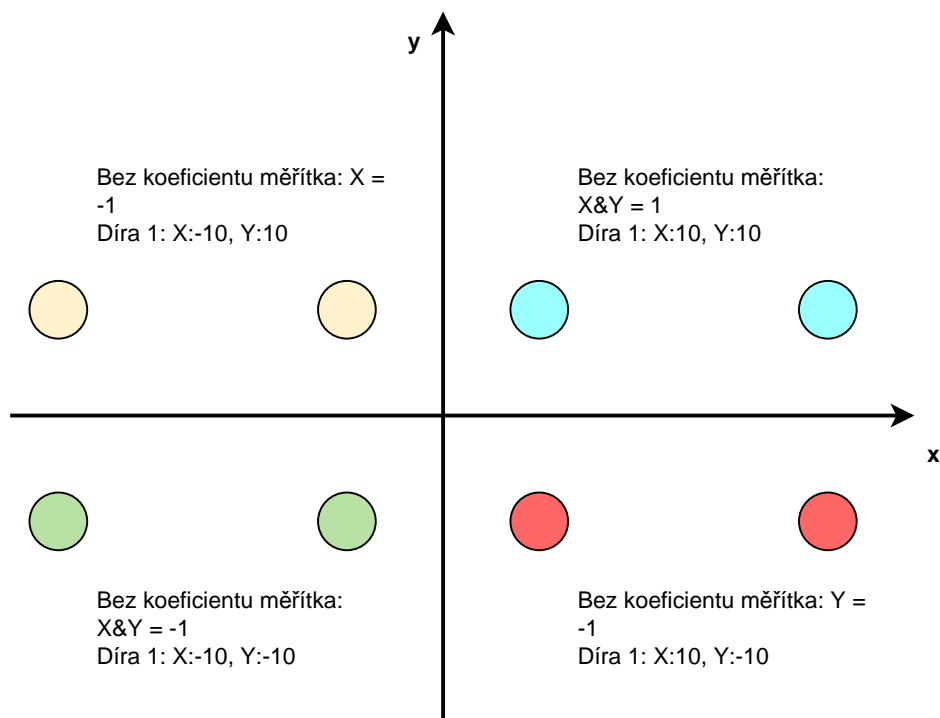 y
Bez koeficientu měřítka: X =
-1
Díra 1: X:-10, Y:10
Bez koeficientu měřítka:
X&Y = 1
Díra 1: X:10, Y:10
x
Bez koeficientu měřítka:
X&Y = -1
Díra 1: X:-10, Y:-10
Bez koeficientu měřítka: Y =
-1
Díra 1: X:10, Y:-10